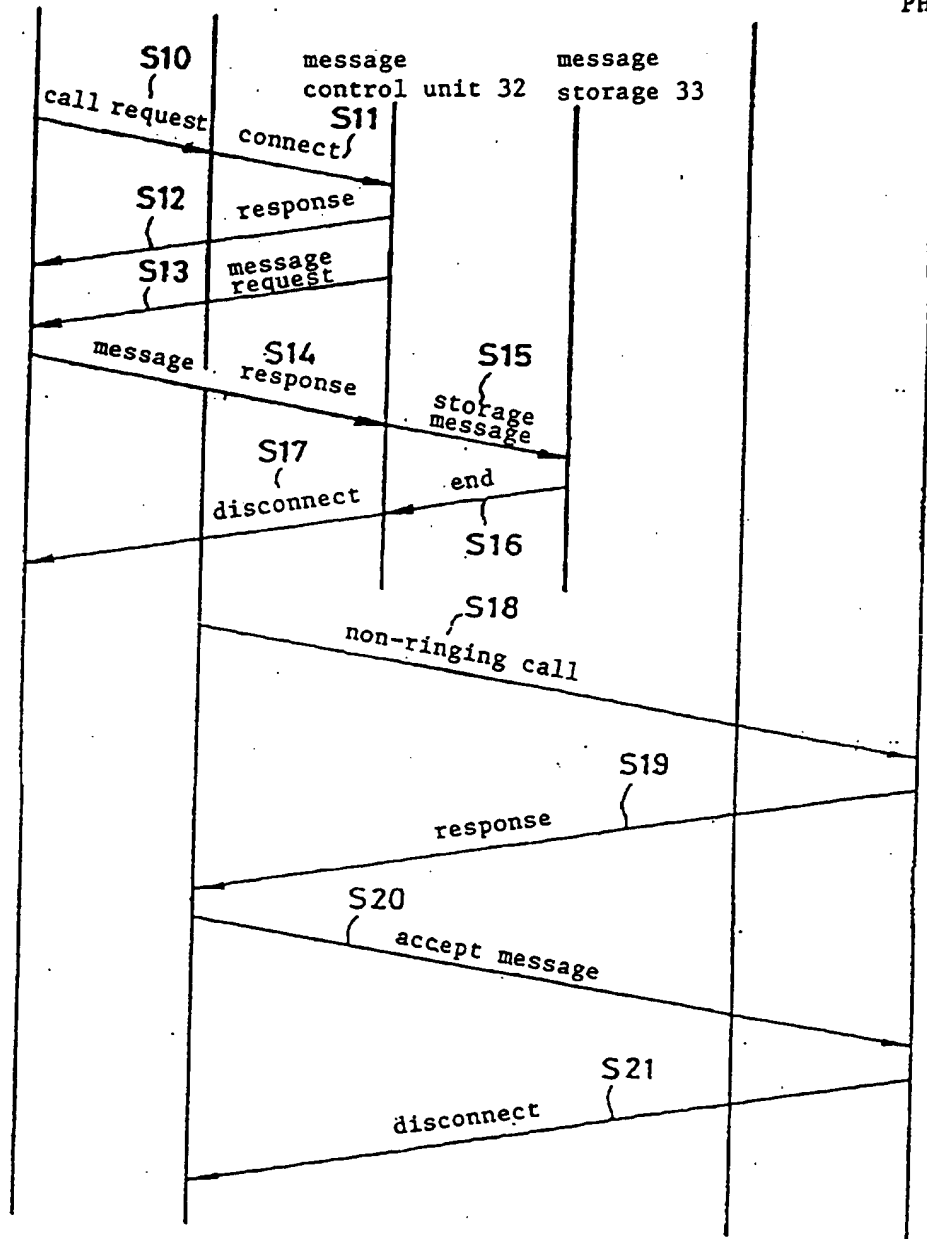 PH
S10
message
control unit 32
message
storage 33
call request
S11
connect
S12
response
S13
message
request
message response
S14
S15
storage
message
S17
disconnect
end
S16
S18
non-ringing call
S19
response
S20
accept message
S21
disconnect